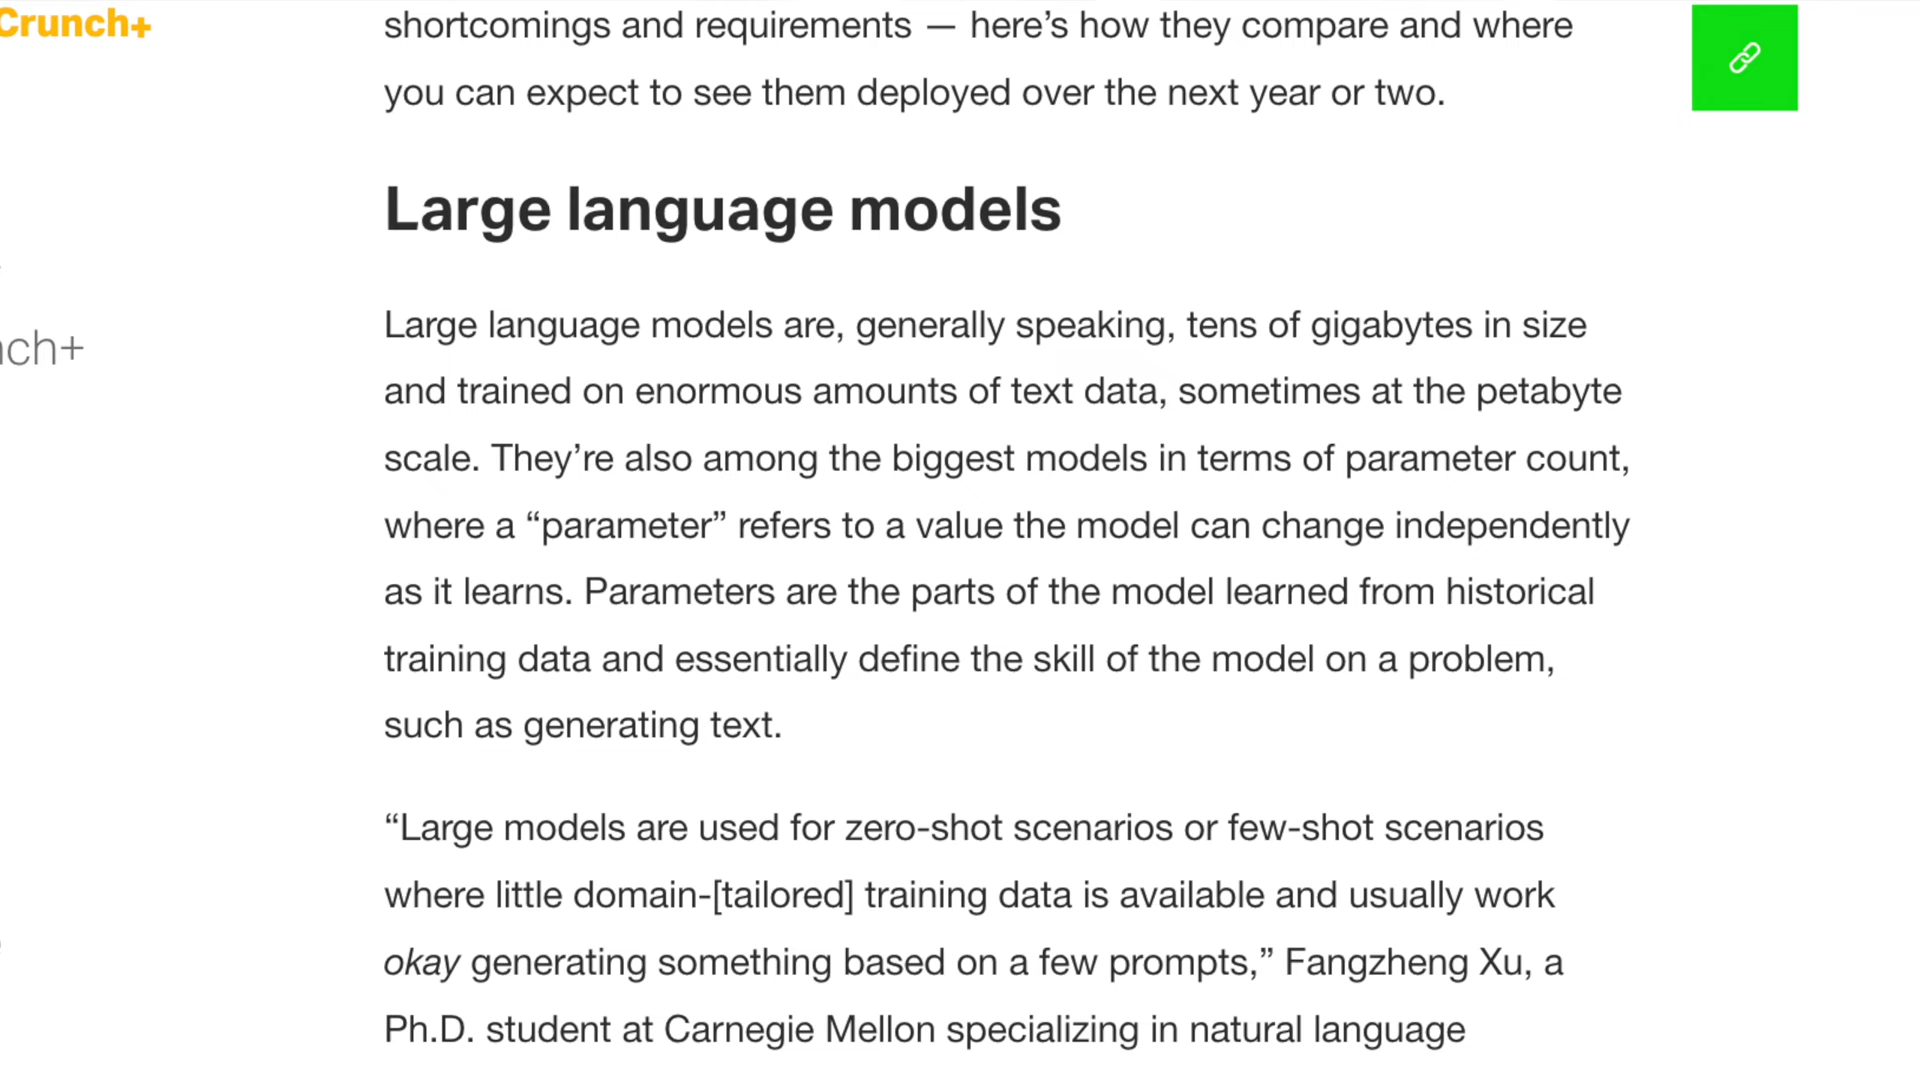 Crunch+
shortcomings and requirements — here’s how they compare and where
you can expect to see them deployed over the next year or two.
Large language models
nch+
Large language models are, generally speaking, tens of gigabytes in size
and trained on enormous amounts of text data, sometimes at the petabyte
scale. They’re also among the biggest models in terms of parameter count,
where a “parameter” refers to a value the model can change independently
as it learns. Parameters are the parts of the model learned from historical
training data and essentially define the skill of the model on a problem,
such as generating text.
“Large models are used for zero-shot scenarios or few-shot scenarios
where little domain-[tailored] training data is available and usually work
okay generating something based on a few prompts,” Fangzheng Xu, a
Ph.D. student at Carnegie Mellon specializing in natural language